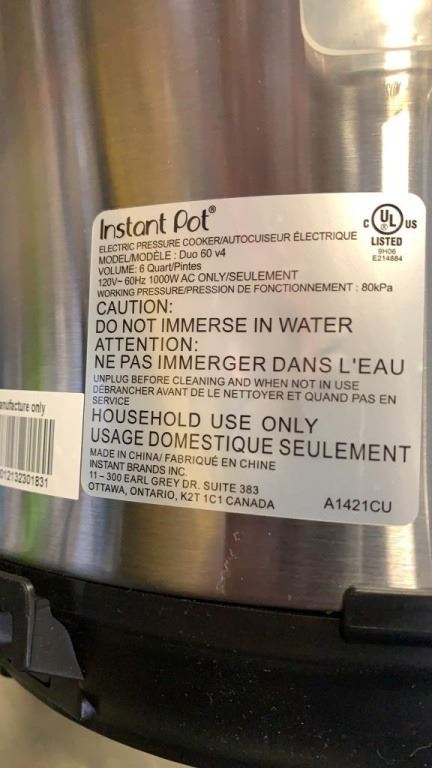 Instant Pot®
ELECTRIC PRESSURE COOKER/AUTOCUISEUR ÉLECTRIQUE
MODEL/MODÈLE : Duo 60 v4
VOLUME: 6 Quart/Pintes
120V~ 60Hz 1000W AC ONLY/SEULEMENT
WORKING PRESSURE/PRESSION DE FONCTIONNEMENT : 80kPa
C UL US
LISTED
9H06
E214884
CAUTION:
DO NOT IMMERSE IN WATER
ATTENTION:
NE PAS IMMERGER DANS L'EAU
UNPLUG BEFORE CLEANING AND WHEN NOT IN USE
DÉBRANCHER AVANT DE LE NETTOYER ET QUAND PAS EN
SERVICE
HOUSEHOLD USE ONLY
USAGE DOMESTIQUE SEULEMENT
MADE IN CHINA/ FABRIQUÉ EN CHINE
INSTANT BRANDS INC.
11 – 300 EARL GREY DR. SUITE 383
OTTAWA, ONTARIO, K2T 1C1 CANADA
A1421CU
anufacture only
012132301831